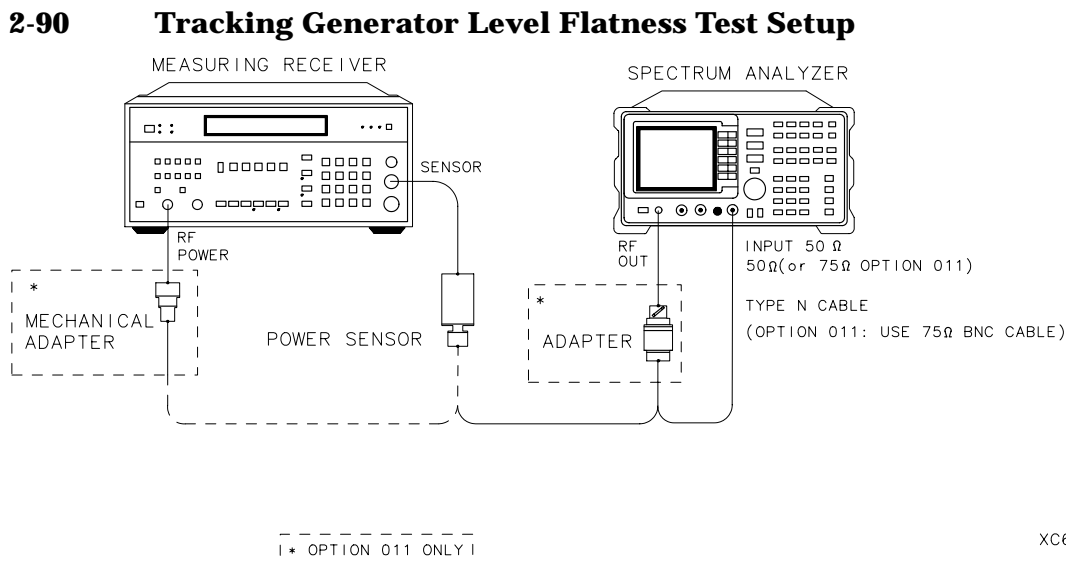 2-90 Tracking Generator Level Flatness Test Setup
MEASURING RECEIVER
SPECTRUM ANALYZER
SENSOR
RF
POWER
RF
OUT
INPUT 50 Ω
50Ω(or 75Ω OPTION 011)
*
MECHANICAL
ADAPTER
POWER SENSOR
*
ADAPTER
TYPE N CABLE
(OPTION 011: USE 75Ω BNC CABLE)
* OPTION 011 ONLY
XC6